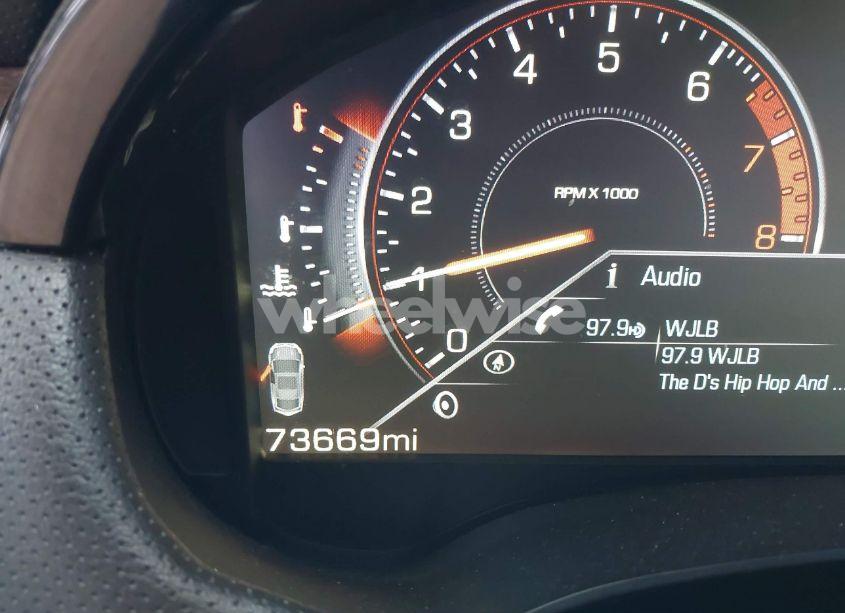 5
4
6
3
7
RPM X 1000
2
8
1
Audio
wheelwise
97.9 HD WJLB
0
97.9 WJLB
The D's Hip Hop And ...
N
73669mi